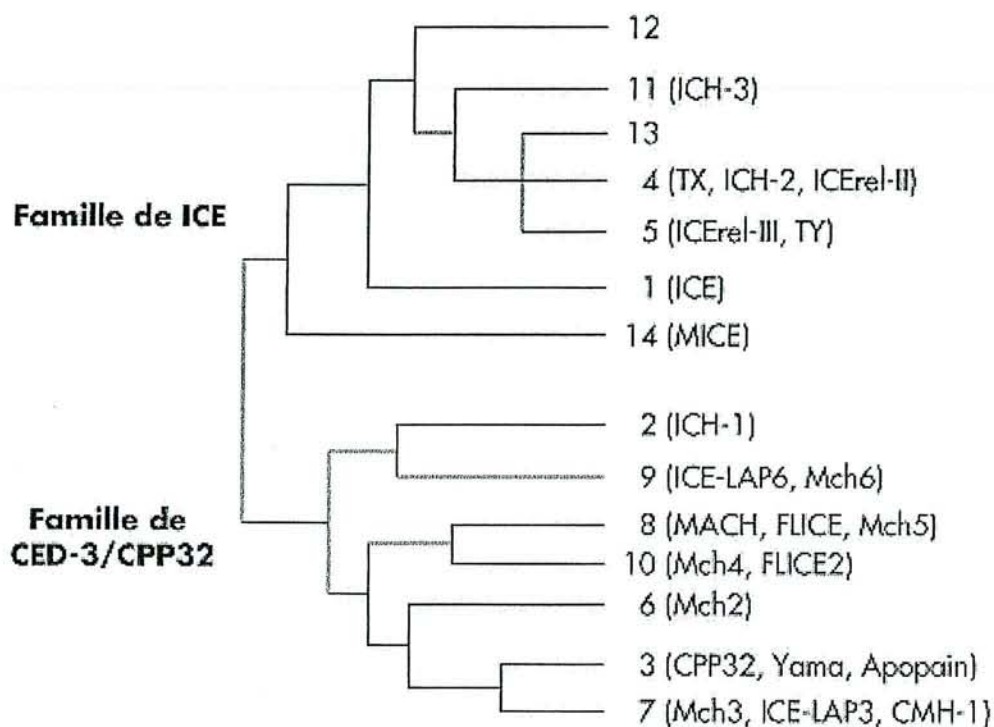 12
11 (ICH-3)
13
4 (TX, ICH-2, ICErel-II)
Famille de ICE
5 (ICErel-III, TY)
1 (ICE)
14 (MICE)
2 (ICH-1)
9 (ICE-LAP6, Mch6)
Famille de
CED-3/CPP32
8 (MACH, FLICE, Mch5)
10 (Mch4, FLICE2)
6 (Mch2)
3 (CPP32, Yama, Apopain)
7 (Mch3, ICE-LAP3, CMH-1)